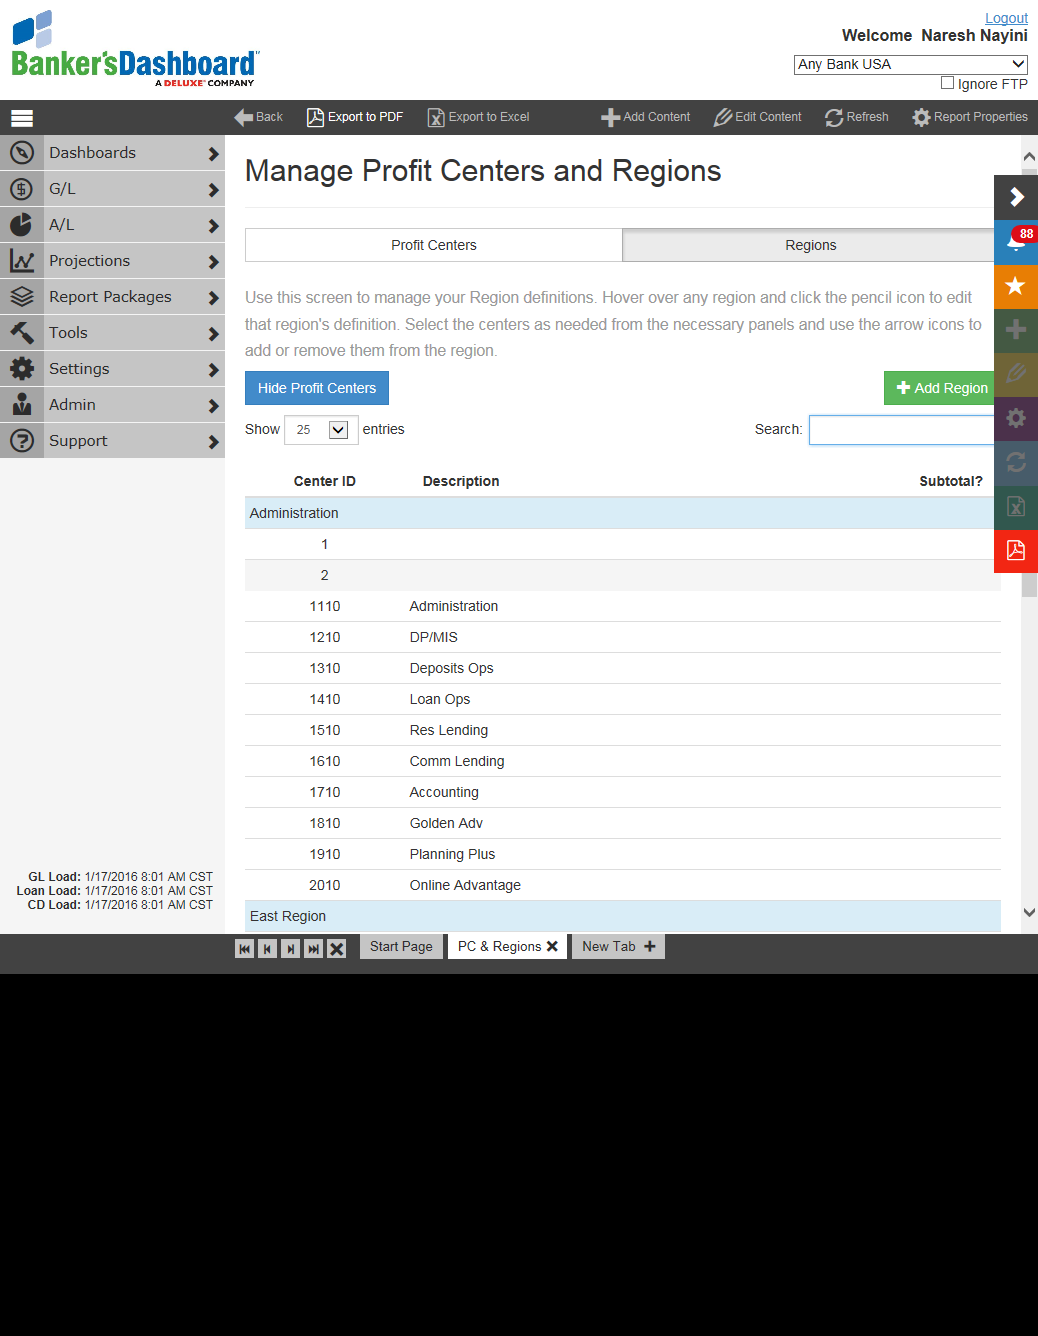 Banker'sDashboard
A DELUXE COMPANY
Logout
Welcome Naresh Nayini
Any Bank USA
Ignore FTP
Back Export to PDF Export to Excel Add Content Edit Content Refresh Report Properties
Dashboards
G/L
A/L
Projections
Report Packages
Tools
Settings
Admin
Support
GL Load: 1/17/2016 8:01 AM CST
Loan Load: 1/17/2016 8:01 AM CST
CD Load: 1/17/2016 8:01 AM CST
Manage Profit Centers and Regions
88
Profit Centers Regions
Use this screen to manage your Region definitions. Hover over any region and click the pencil icon to edit
that region's definition. Select the centers as needed from the necessary panels and use the arrow icons to
add or remove them from the region.
Hide Profit Centers Add Region
Show 25 entries Search:
Center ID Description Subtotal?
Administration
1
2
1110 Administration
1210 DP/MIS
1310 Deposits Ops
1410 Loan Ops
1510 Res Lending
1610 Comm Lending
1710 Accounting
1810 Golden Adv
1910 Planning Plus
2010 Online Advantage
East Region
Start Page PC & Regions New Tab